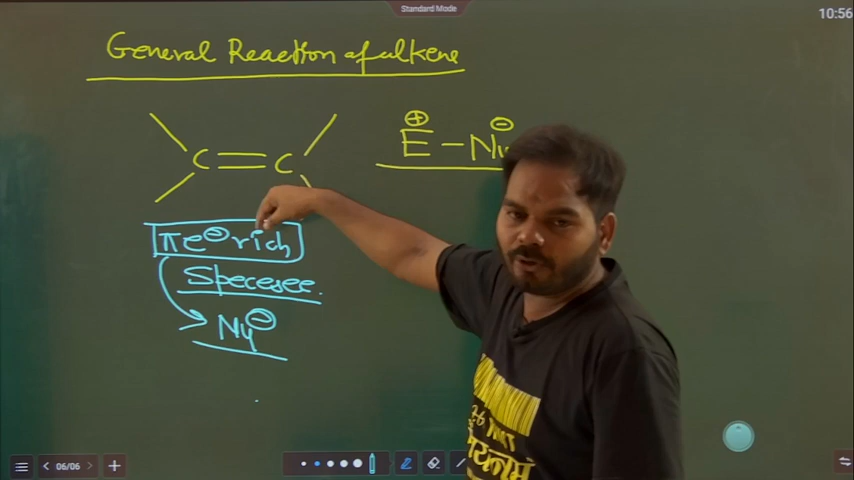 Standard Mode
10:56
General Reaction of alkene
C=C
E⊕ – Nu⊖
πe⊖ rich
Specesee.
Nu⊖
06/06